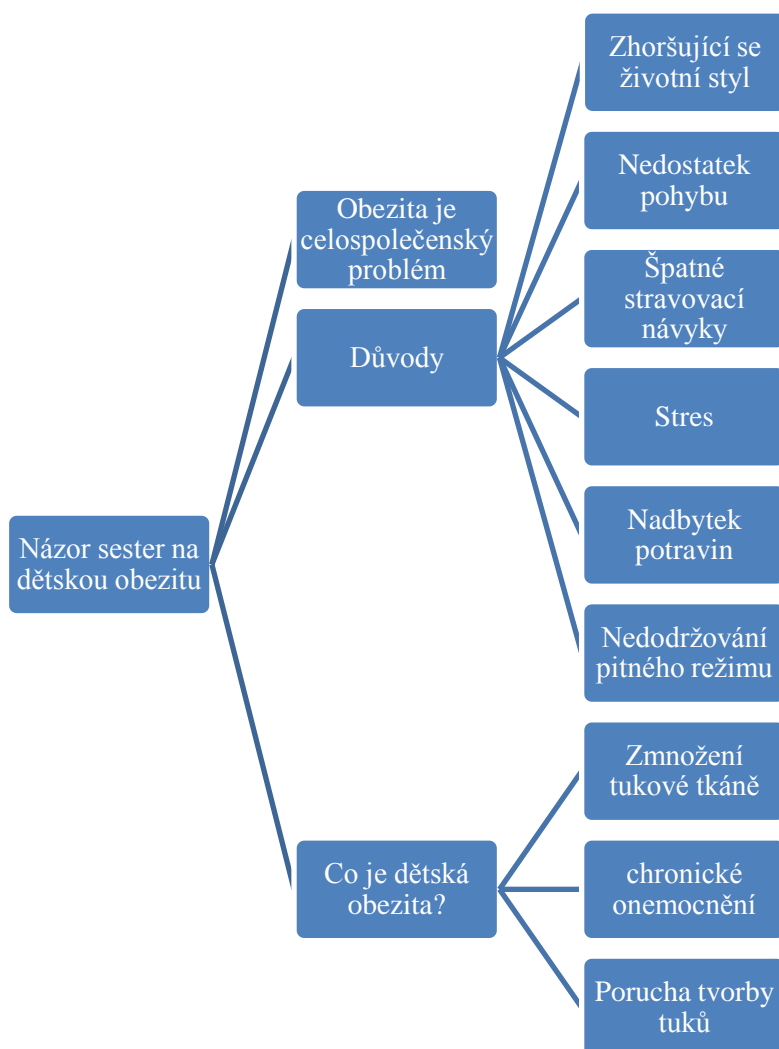 Názor sester na
dětskou obezitu
Obezita je
celospolečenský
problém
Důvody
Zhoršující se
životní styl
Nedostatek
pohybu
Špatné
stravovací
návyky
Stres
Nadbytek
potravin
Nedodržování
pitného režimu
Co je dětská
obezita?
Zmnožení
tukové tkáně
chronické
onemocnění
Porucha tvorby
tuků